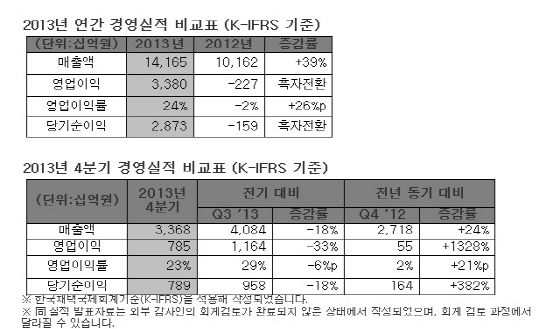 2013년 연간 경영실적 비교표 (K-IFRS 기준)
(단위:십억원) 2013년 2012년 증감률
매출액 14,165 10,162 +39%
영업이익 3,380 -227 흑자전환
영업이익률 24% -2% +26%p
당기순이익 2.873 -159 흑자전환
2013년 4분기 경영실적 비교표 (K-IFRS 기준)
(단위:십억원) 2013년 4분기 전기 대비 전년 동기 대비
Q3 '13 증감률 Q4 '12 증감률
매출액 3,368 4,084 -18% 2,718 +24%
영업이익 785 1,164 -33% 55 +1328%
영업이익률 23% 29% -6%p 2% +21%p
당기순이익 789 958 -18% 164 +382%
※ 한국채택국제회계기준(K-IFRS)을 적용해 작성되었습니다.
※ 同 실적 발표자료는 외부 감사인의 회계검토가 완료되지 않은 상태에서 작성되었으며, 회계 검토 과정에서
달라질 수 있습니다.